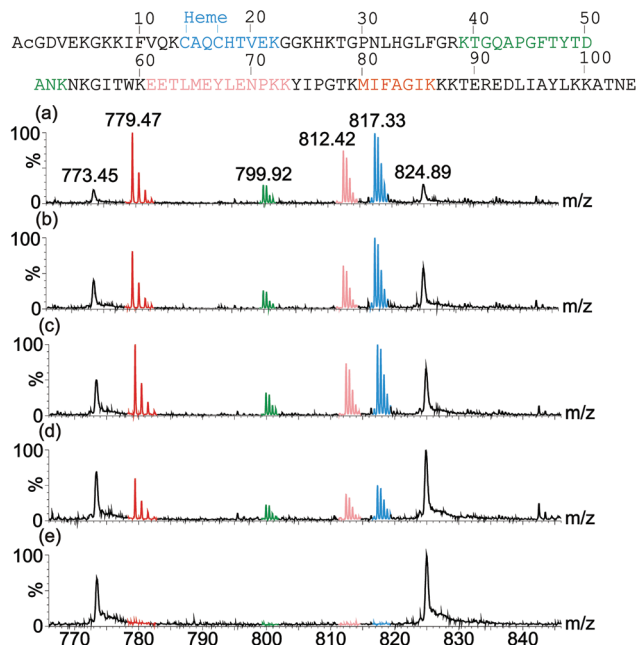 Heme
10 20 30 40 50
AcGDVEKGKKIFVQKCAQCHTVEKGGKHKTGPNLHGLFGRKTGQAPGFTYTD
60 70 80 90 100
ANKNKGITWKEETLMEYLENPKKYIPGTKMIFAGIKKKTEREDLIAYLKKATNE
(a)
100
%
0
773.45 779.47 799.92 812.42 817.33 824.89
m/z
(b)
100
%
0
m/z
(c)
100
%
0
m/z
(d)
100
%
0
m/z
(e)
100
%
0
770 780 790 800 810 820 830 840
m/z